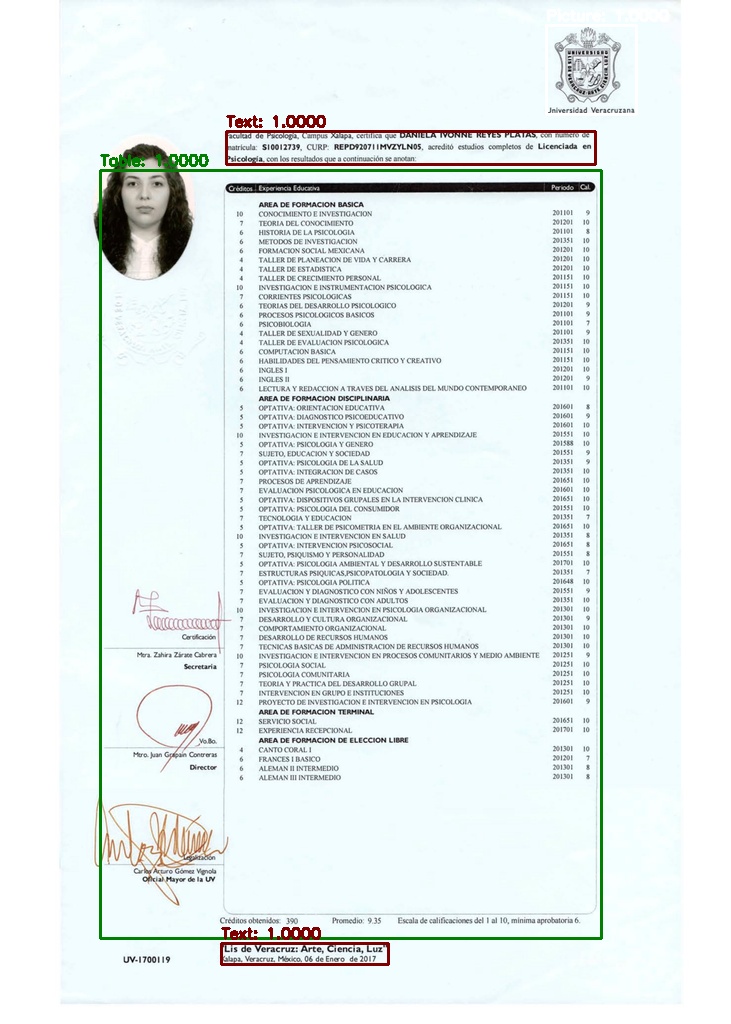 Universidad Veracruzana
Text: 1.0000
Facultad de Psicología, Campus Xalapa, certifica que DANIELA IVONNE REYES PLATAS, con número de
matrícula: S10012739, CURP: REPD920711MVZYLN05, acreditó estudios completos de Licenciada en
Psicología, con los resultados que a continuación se anotan:
Table: 1.0000
Créditos Experiencia Educativa Periodo Cal.
AREA DE FORMACION BASICA
10 CONOCIMIENTO E INVESTIGACION 201101 9
7 TEORIA DEL CONOCIMIENTO 201201 10
6 HISTORIA DE LA PSICOLOGIA 201101 8
6 METODOS DE INVESTIGACION 201351 10
6 FORMACION SOCIAL MEXICANA 201201 10
4 TALLER DE PLANEACION DE VIDA Y CARRERA 201201 10
4 TALLER DE ESTADISTICA 201201 10
4 TALLER DE CRECIMIENTO PERSONAL 201151 10
10 INVESTIGACION E INSTRUMENTACION PSICOLOGICA 201151 10
7 CORRIENTES PSICOLOGICAS 201151 10
6 TEORIAS DEL DESARROLLO PSICOLOGICO 201201 9
6 PROCESOS PSICOLOGICOS BASICOS 201101 9
6 PSICOBIOLOGIA 201101 7
4 TALLER DE SEXUALIDAD Y GENERO 201101 9
4 TALLER DE EVALUACION PSICOLOGICA 201351 10
6 COMPUTACION BASICA 201151 10
6 HABILIDADES DEL PENSAMIENTO CRITICO Y CREATIVO 201151 10
6 INGLES I 201201 10
6 INGLES II 201201 9
6 LECTURA Y REDACCION A TRAVES DEL ANALISIS DEL MUNDO CONTEMPORANEO 201101 10
AREA DE FORMACION DISCIPLINARIA
5 OPTATIVA: ORIENTACION EDUCATIVA 201601 8
5 OPTATIVA: DIAGNOSTICO PSICOEDUCATIVO 201601 9
5 OPTATIVA: INTERVENCION Y PSICOTERAPIA 201601 10
10 INVESTIGACION E INTERVENCION EN EDUCACION Y APRENDIZAJE 201551 10
5 OPTATIVA: PSICOLOGIA Y GENERO 201588 10
7 SUJETO, EDUCACION Y SOCIEDAD 201551 9
5 OPTATIVA: PSICOLOGIA DE LA SALUD 201351 9
5 OPTATIVA: INTEGRACION DE CASOS 201351 10
7 PROCESOS DE APRENDIZAJE 201651 10
7 EVALUACION PSICOLOGICA EN EDUCACION 201601 10
5 OPTATIVA: DISPOSITIVOS GRUPALES EN LA INTERVENCION CLINICA 201651 10
5 OPTATIVA: PSICOLOGIA DEL CONSUMIDOR 201551 10
7 TECNOLOGIA Y EDUCACION 201351 7
5 OPTATIVA: TALLER DE PSICOMETRIA EN EL AMBIENTE ORGANIZACIONAL 201651 10
10 INVESTIGACION E INTERVENCION EN SALUD 201351 8
5 OPTATIVA: INTERVENCION PSICOSOCIAL 201651 8
7 SUJETO, PSIQUISMO Y PERSONALIDAD 201551 8
5 OPTATIVA: PSICOLOGIA AMBIENTAL Y DESARROLLO SUSTENTABLE 201701 10
7 ESTRUCTURAS PSIQUICAS,PSICOPATOLOGIA Y SOCIEDAD. 201351 7
5 OPTATIVA: PSICOLOGIA POLITICA 201648 10
7 EVALUACION Y DIAGNOSTICO CON NIÑOS Y ADOLESCENTES 201551 9
7 EVALUACION Y DIAGNOSTICO CON ADULTOS 201351 10
10 INVESTIGACION E INTERVENCION EN PSICOLOGIA ORGANIZACIONAL 201301 10
7 DESARROLLO Y CULTURA ORGANIZACIONAL 201301 9
7 COMPORTAMIENTO ORGANIZACIONAL 201301 10
7 DESARROLLO DE RECURSOS HUMANOS 201301 10
7 TECNICAS BASICAS DE ADMINISTRACION DE RECURSOS HUMANOS 201301 10
10 INVESTIGACION E INTERVENCION EN PROCESOS COMUNITARIOS Y MEDIO AMBIENTE 201251 9
7 PSICOLOGIA SOCIAL 201251 10
7 PSICOLOGIA COMUNITARIA 201251 10
7 TEORIA Y PRACTICA DEL DESARROLLO GRUPAL 201251 10
7 INTERVENCION EN GRUPO E INSTITUCIONES 201251 10
12 PROYECTO DE INVESTIGACION E INTERVENCION EN PSICOLOGIA 201601 9
AREA DE FORMACION TERMINAL
12 SERVICIO SOCIAL 201651 10
12 EXPERIENCIA RECEPCIONAL 201701 10
AREA DE FORMACION DE ELECCION LIBRE
4 CANTO CORAL I 201301 10
6 FRANCES I BASICO 201201 7
6 ALEMAN II INTERMEDIO 201301 8
6 ALEMAN III INTERMEDIO 201301 8
Certificación
Mtra. Zahira Zárate Cabrera
Secretaria
Vo.Bo.
Mtro. Juan Grapain Contreras
Director
Legalización
Carlos Arturo Gómez Vignola
Oficial Mayor de la UV
Créditos obtenidos: 390 Promedio: 9.35 Escala de calificaciones del 1 al 10, mínima aprobatoria 6.
Text: 1.0000
"Lis de Veracruz: Arte, Ciencia, Luz"
Xalapa, Veracruz, México, 06 de Enero de 2017
UV-1700119